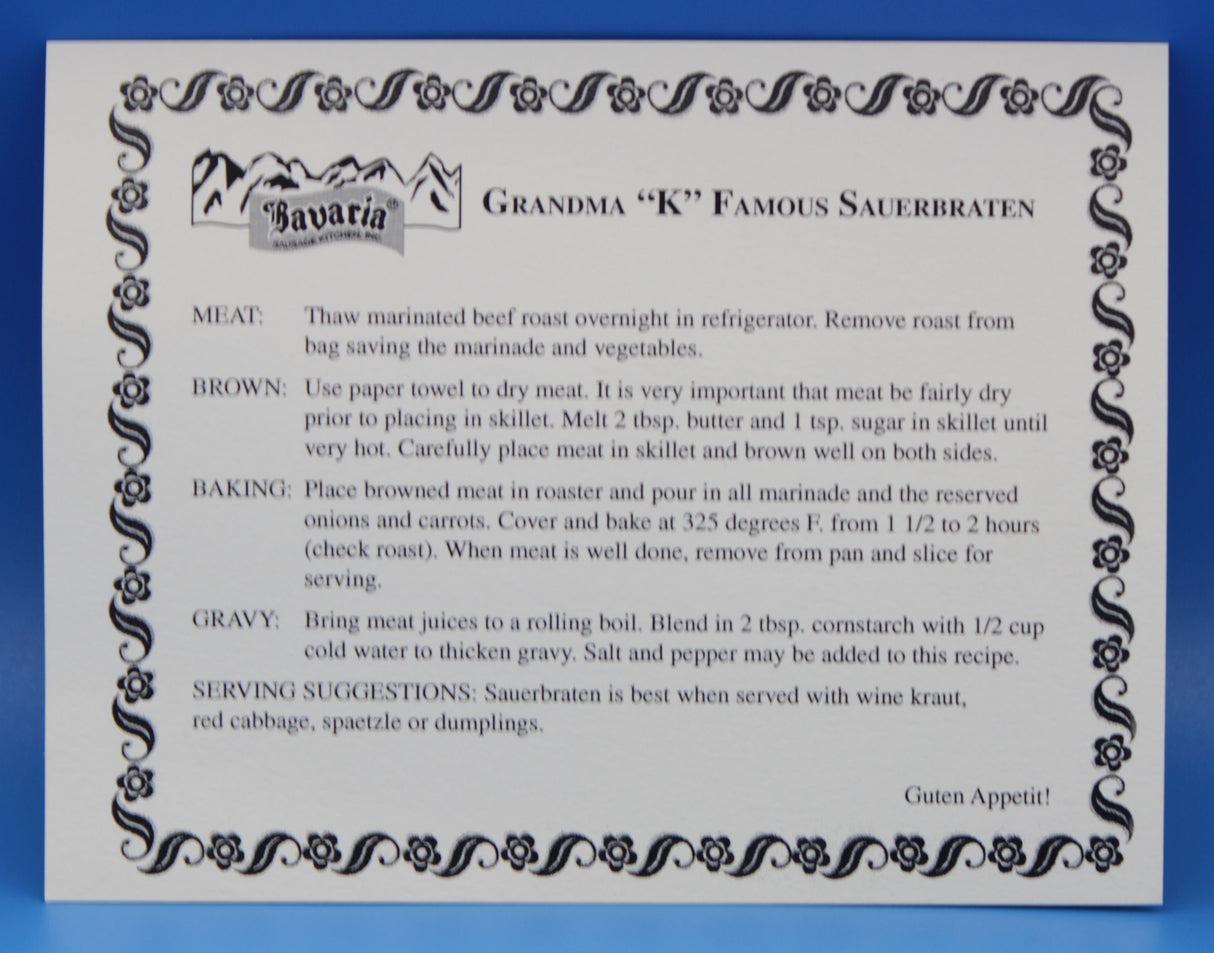 Bavaria®
SAUSAGE KITCHEN, INC.
GRANDMA “K” FAMOUS SAUERBRATEN
MEAT: Thaw marinated beef roast overnight in refrigerator. Remove roast from
bag saving the marinade and vegetables.
BROWN: Use paper towel to dry meat. It is very important that meat be fairly dry
prior to placing in skillet. Melt 2 tbsp. butter and 1 tsp. sugar in skillet until
very hot. Carefully place meat in skillet and brown well on both sides.
BAKING: Place browned meat in roaster and pour in all marinade and the reserved
onions and carrots. Cover and bake at 325 degrees F. from 1 1/2 to 2 hours
(check roast). When meat is well done, remove from pan and slice for
serving.
GRAVY: Bring meat juices to a rolling boil. Blend in 2 tbsp. cornstarch with 1/2 cup
cold water to thicken gravy. Salt and pepper may be added to this recipe.
SERVING SUGGESTIONS: Sauerbraten is best when served with wine kraut,
red cabbage, spaetzle or dumplings.
Guten Appetit!